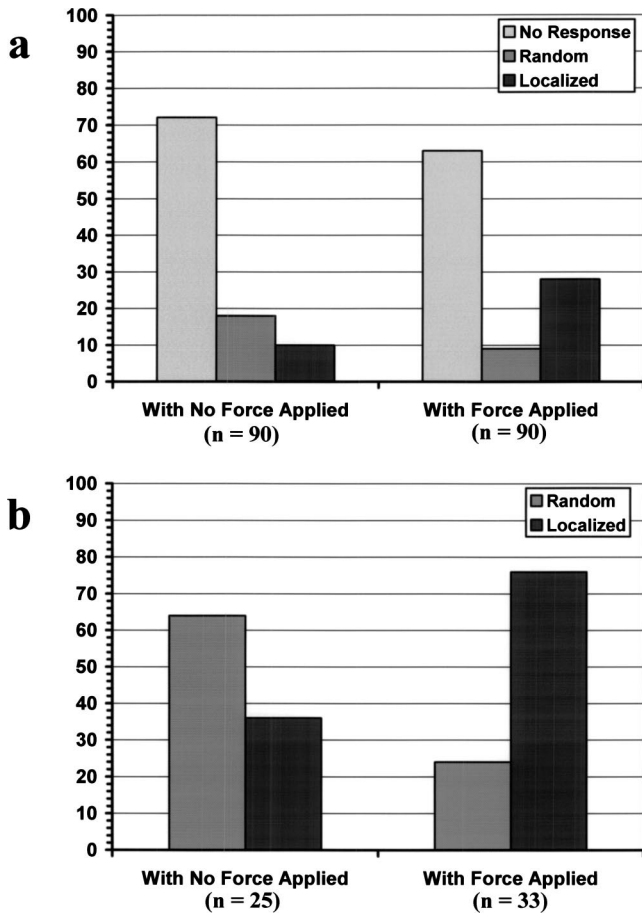 a
100
90
80
70
60
50
40
30
20
10
0
No Response
Random
Localized
With No Force Applied
(n = 90)
With Force Applied
(n = 90)
b
100
90
80
70
60
50
40
30
20
10
0
Random
Localized
With No Force Applied
(n = 25)
With Force Applied
(n = 33)